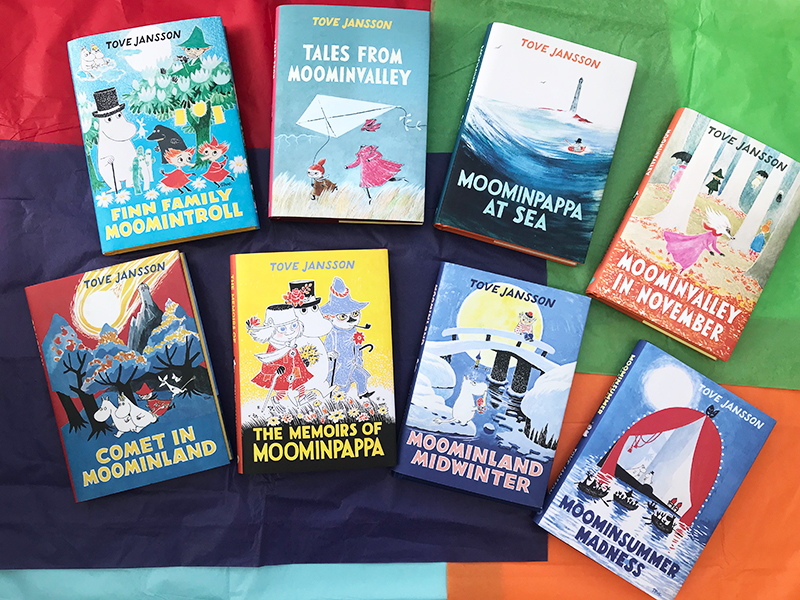 TOVE JANSSON
FINN FAMILY
MOOMINTROLL
TOVE JANSSON
TALES FROM
MOOMINVALLEY
TOVE JANSSON
MOOMINPAPPA
AT SEA
TOVE JANSSON
MOOMINVALLEY
IN NOVEMBER
TOVE JANSSON
COMET IN
MOOMINLAND
TOVE JANSSON
THE MEMOIRS OF
MOOMINPAPPA
TOVE JANSSON
MOOMINLAND
MIDWINTER
TOVE JANSSON
MOOMINSUMMER
MADNESS